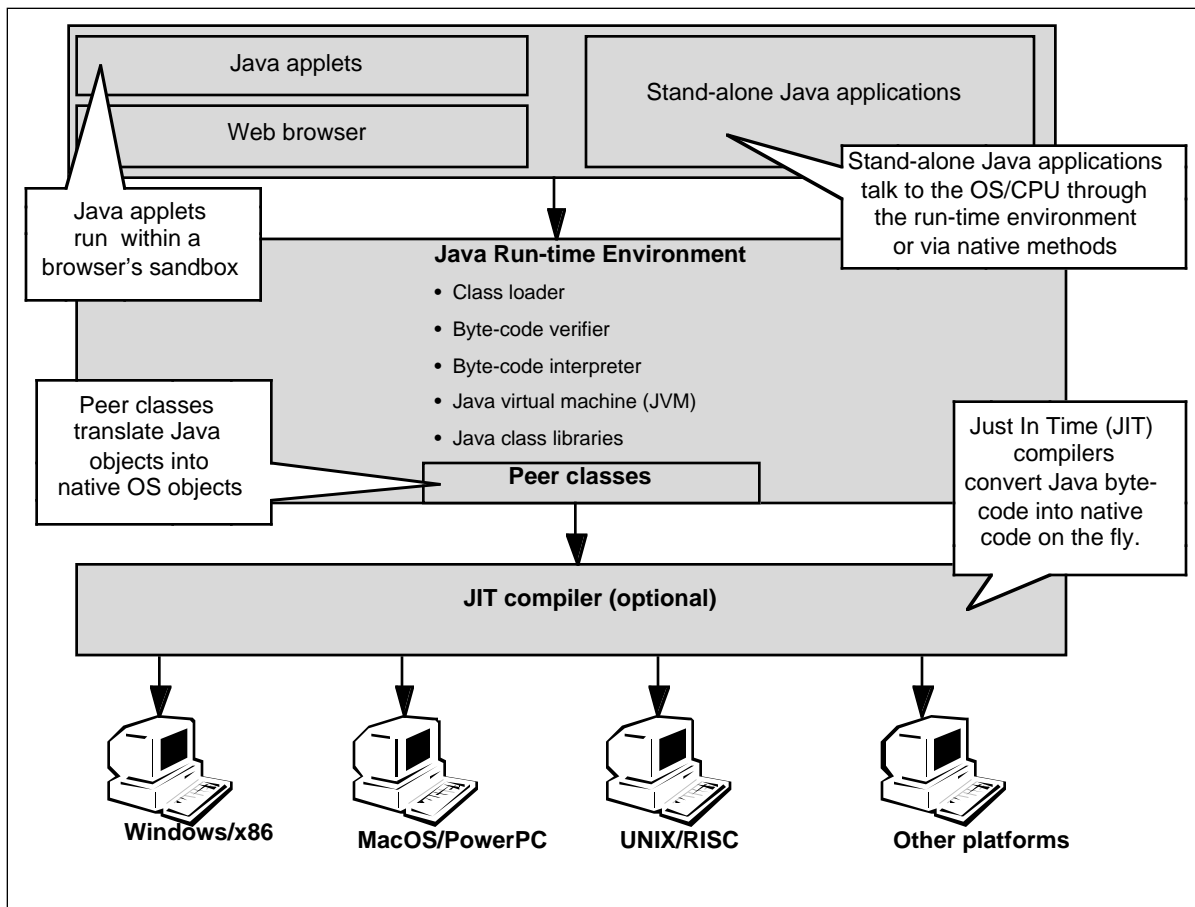 Java applets
Web browser
Stand-alone Java applications
Java applets
run within a
browser's sandbox
Stand-alone Java applications
talk to the OS/CPU through
the run-time environment
or via native methods
Java Run-time Environment
• Class loader
• Byte-code verifier
• Byte-code interpreter
• Java virtual machine (JVM)
• Java class libraries
Peer classes
translate Java
objects into
native OS objects
Peer classes
Just In Time (JIT)
compilers
convert Java byte-
code into native
code on the fly.
JIT compiler (optional)
Windows/x86
MacOS/PowerPC
UNIX/RISC
Other platforms